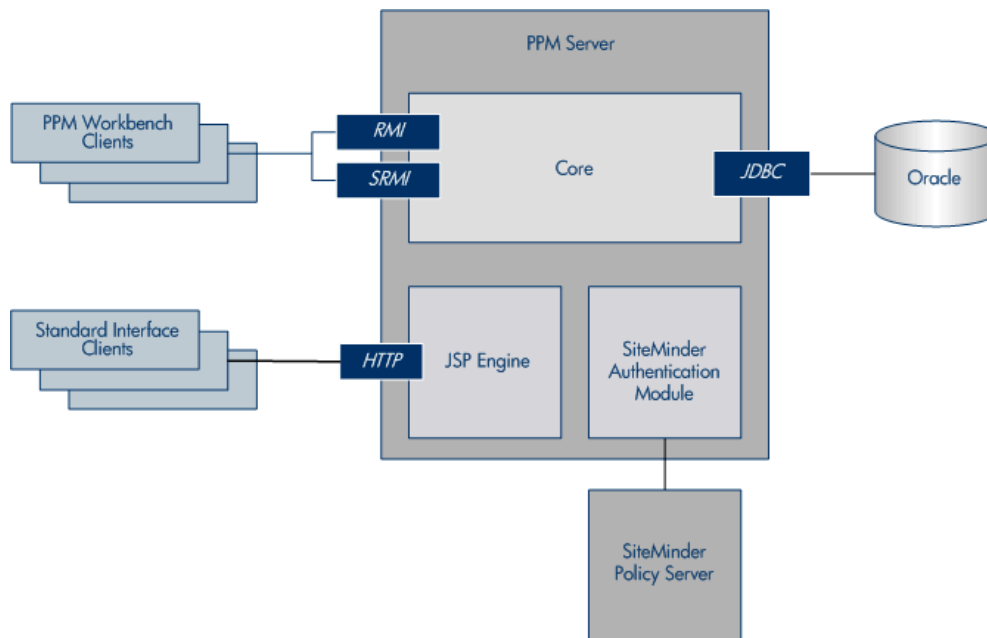 PPM Server
PPM Workbench
Clients
RMI
SRMI
Core
JDBC
Oracle
Standard Interface
Clients
HTTP
JSP Engine
SiteMinder
Authentication
Module
SiteMinder
Policy Server